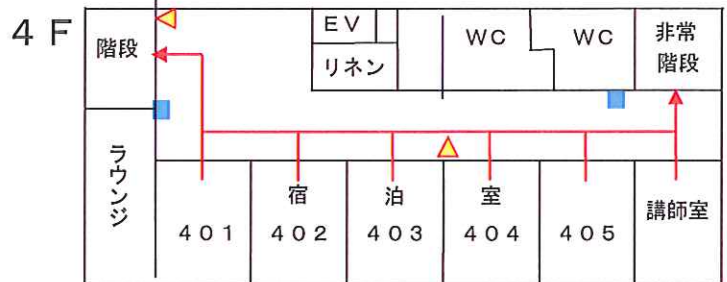 ４Ｆ
階段
ＥＶ
リネン
ＷＣ
ＷＣ
非常
階段
ラウンジ
宿　泊　室
４０１
４０２
４０３
４０４
４０５
講師室